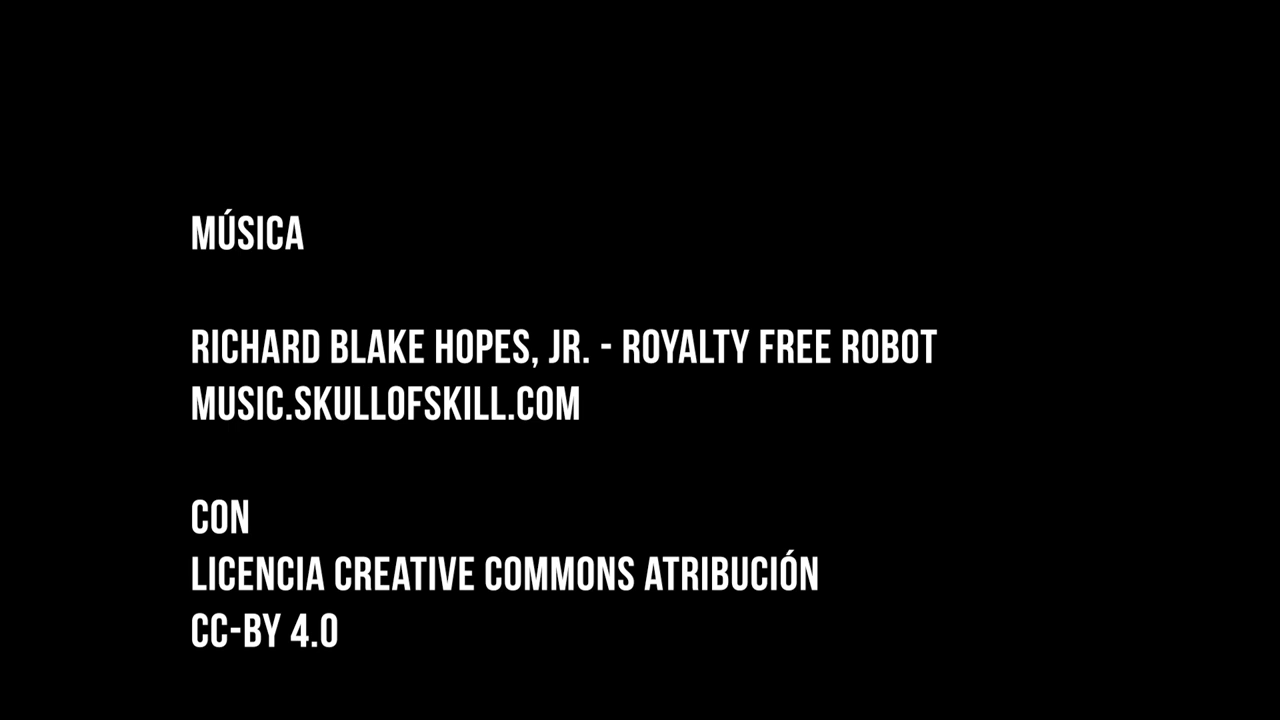 MÚSICA
RICHARD BLAKE HOPES, JR. - ROYALTY FREE ROBOT
MUSIC.SKULLOFSKILL.COM
CON
LICENCIA CREATIVE COMMONS ATRIBUCIÓN
CC-BY 4.0